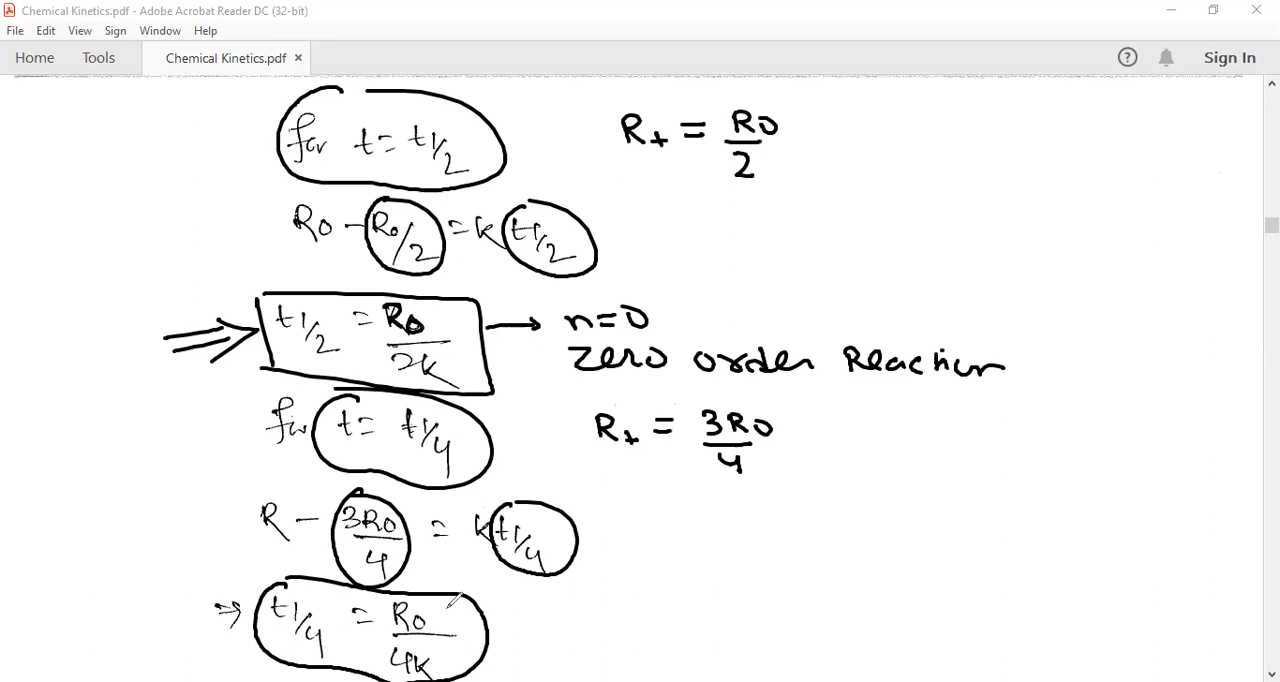 Chemical Kinetics.pdf - Adobe Acrobat Reader DC (32-bit)
File Edit View Sign Window Help
Home Tools Chemical Kinetics.pdf × ? Sign In
for t = t1/2 Rt = R0/2
R0 - R0/2 = k t1/2
t1/2 = R0/2k → n=0
zero order Reaction
for t = t1/4 Rt = 3R0/4
R - 3R0/4 = k t1/4
⇒ t1/4 = R0/4k